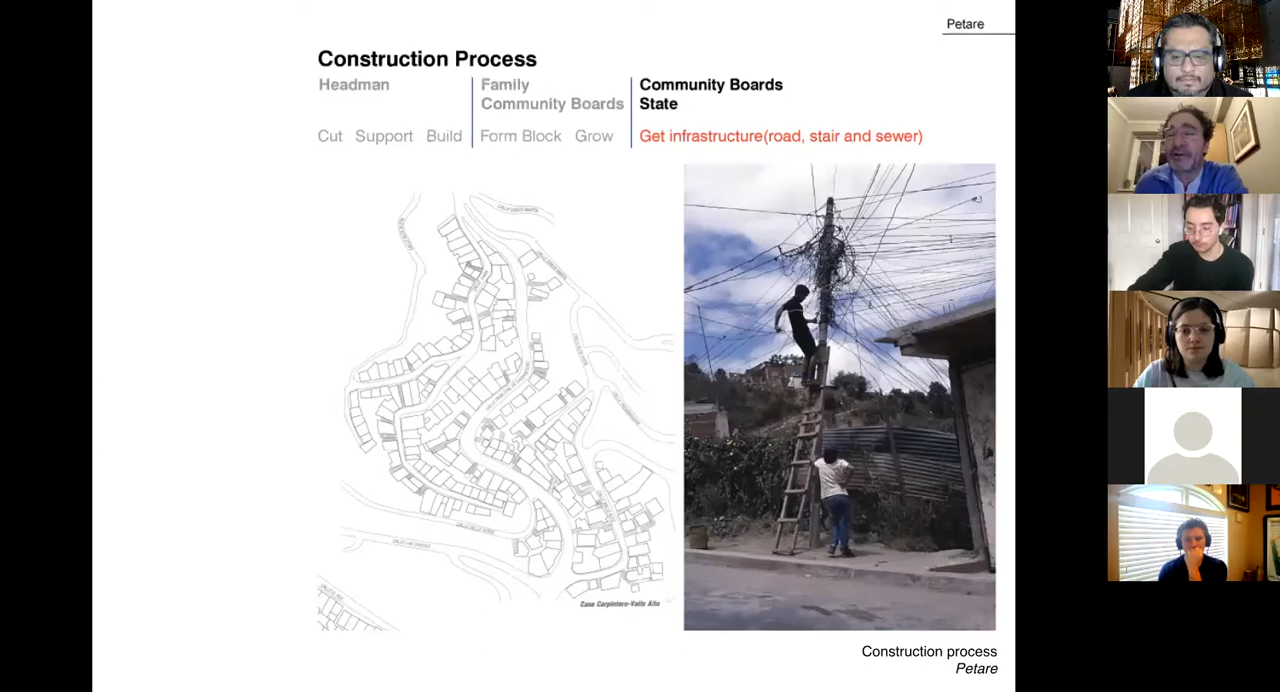 Petare
Construction Process
Headman
Family
Community Boards
Community Boards
State
Cut Support Build
Form Block Grow
Get infrastructure(road, stair and sewer)
Casa Carpintero-Valle Alto
Construction process
Petare